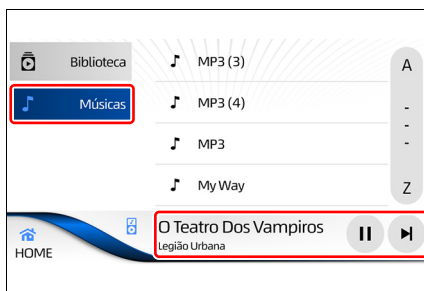 Biblioteca
MP3 (3)
A
Músicas
MP3 (4)
-
-
MP3
-
My Way
Z
O Teatro Dos Vampiros
Legião Urbana
HOME